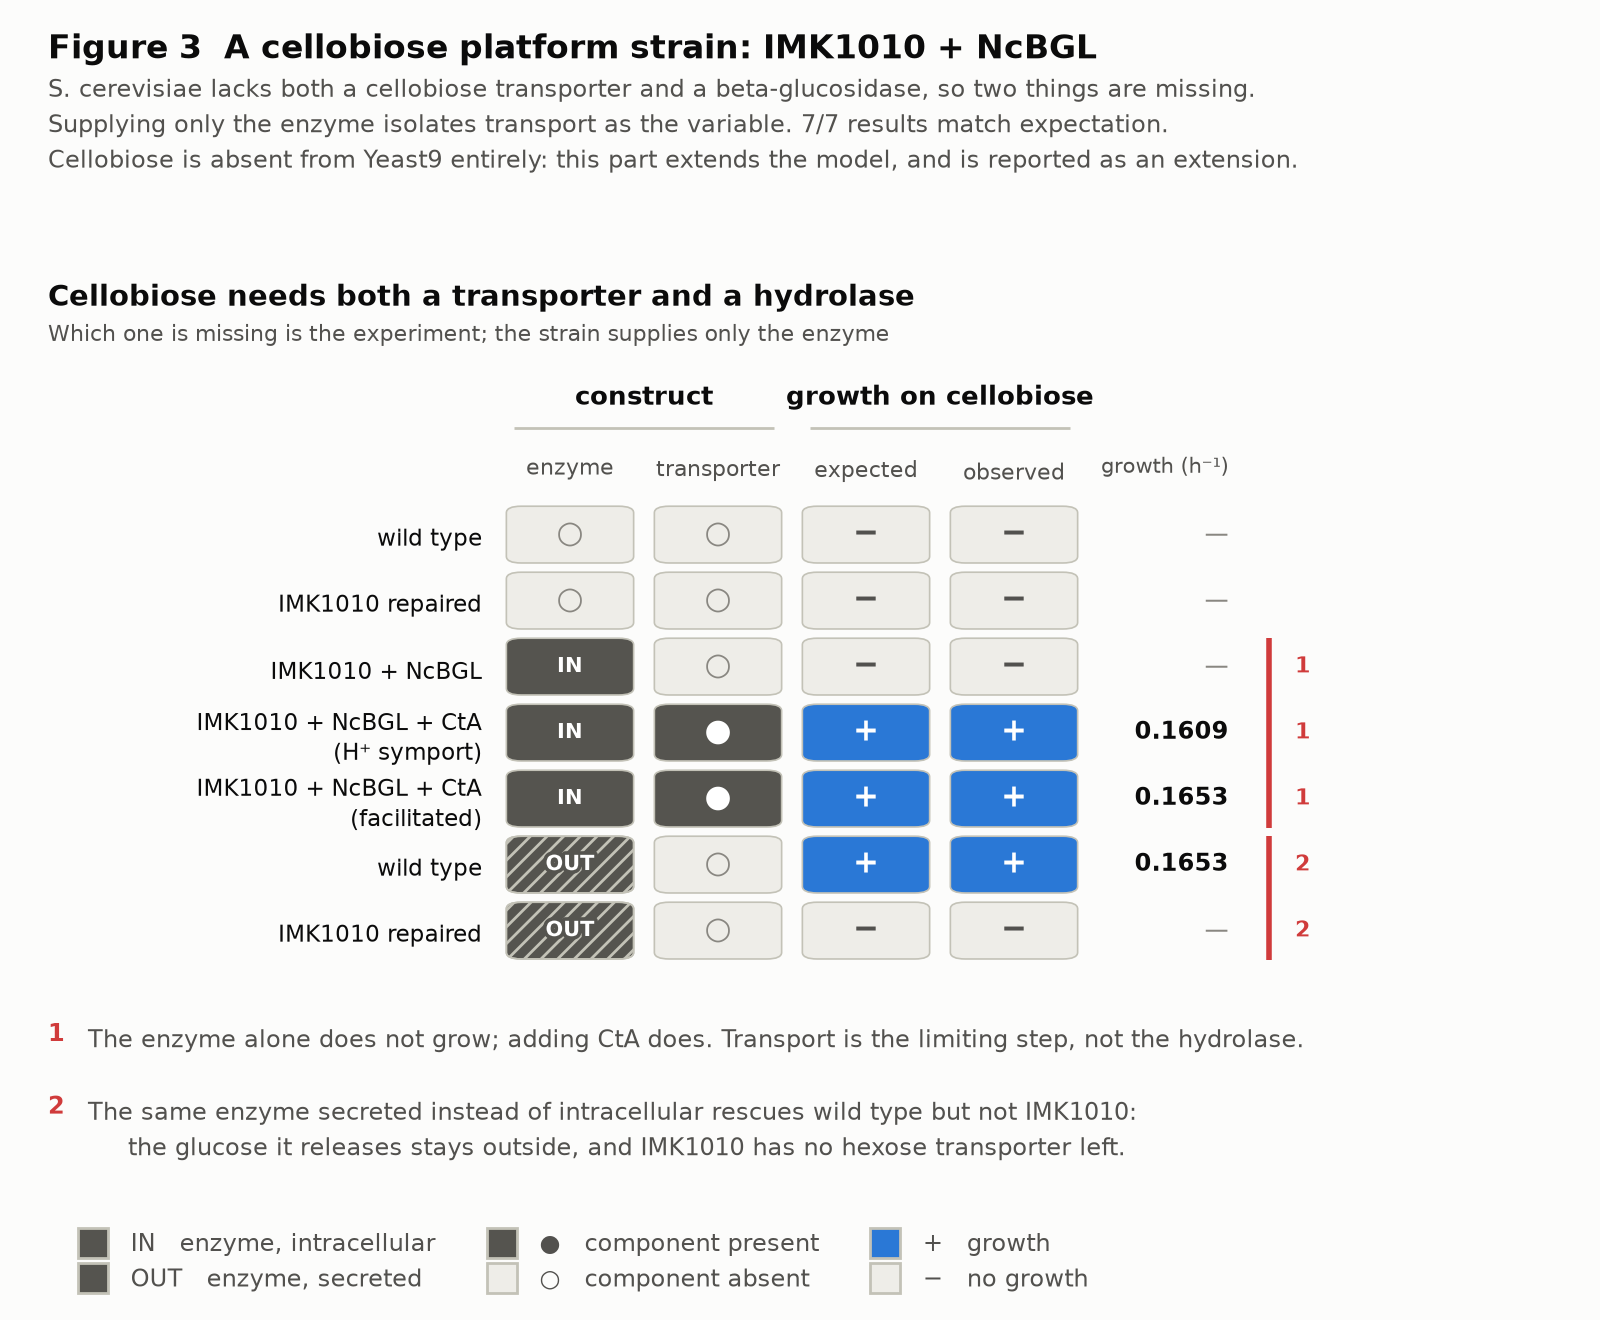 Figure 3  A cellobiose platform strain: IMK1010 + NcBGL
S. cerevisiae lacks both a cellobiose transporter and a beta-glucosidase, so two things are missing.
Supplying only the enzyme isolates transport as the variable. 7/7 results match expectation.
Cellobiose is absent from Yeast9 entirely: this part extends the model, and is reported as an extension.
Cellobiose needs both a transporter and a hydrolase
Which one is missing is the experiment; the strain supplies only the enzyme
construct growth on cellobiose
enzyme transporter expected observed growth (h⁻¹)
wild type ○ ○ − − —
IMK1010 repaired ○ ○ − − —
IMK1010 + NcBGL IN ○ − − — 1
IMK1010 + NcBGL + CtA
(H⁺ symport) IN ● + + 0.1609 1
IMK1010 + NcBGL + CtA
(facilitated) IN ● + + 0.1653 1
wild type OUT ○ + + 0.1653 2
IMK1010 repaired OUT ○ − − — 2
1 The enzyme alone does not grow; adding CtA does. Transport is the limiting step, not the hydrolase.
2 The same enzyme secreted instead of intracellular rescues wild type but not IMK1010:
the glucose it releases stays outside, and IMK1010 has no hexose transporter left.
IN enzyme, intracellular ● component present + growth
OUT enzyme, secreted ○ component absent − no growth